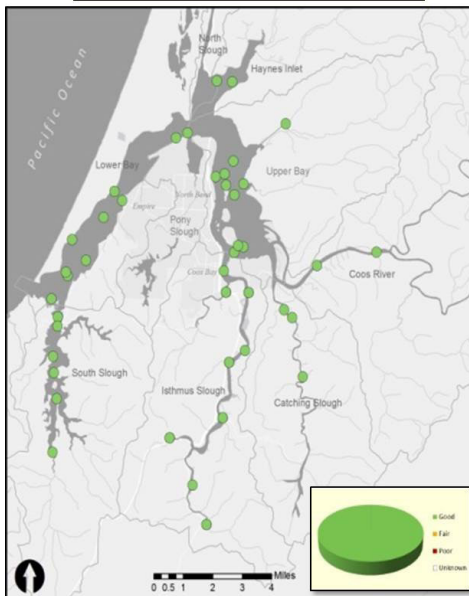 North
Slough
Haynes Inlet
Pacific Ocean
Lower Bay
Upper Bay
North Bend
Empire
Pony
Slough
Coos Bay
Coos River
South Slough
Isthmus Slough
Catching Slough
Good
Fair
Poor
Unknown
Miles
0 0.5 1 2 3 4